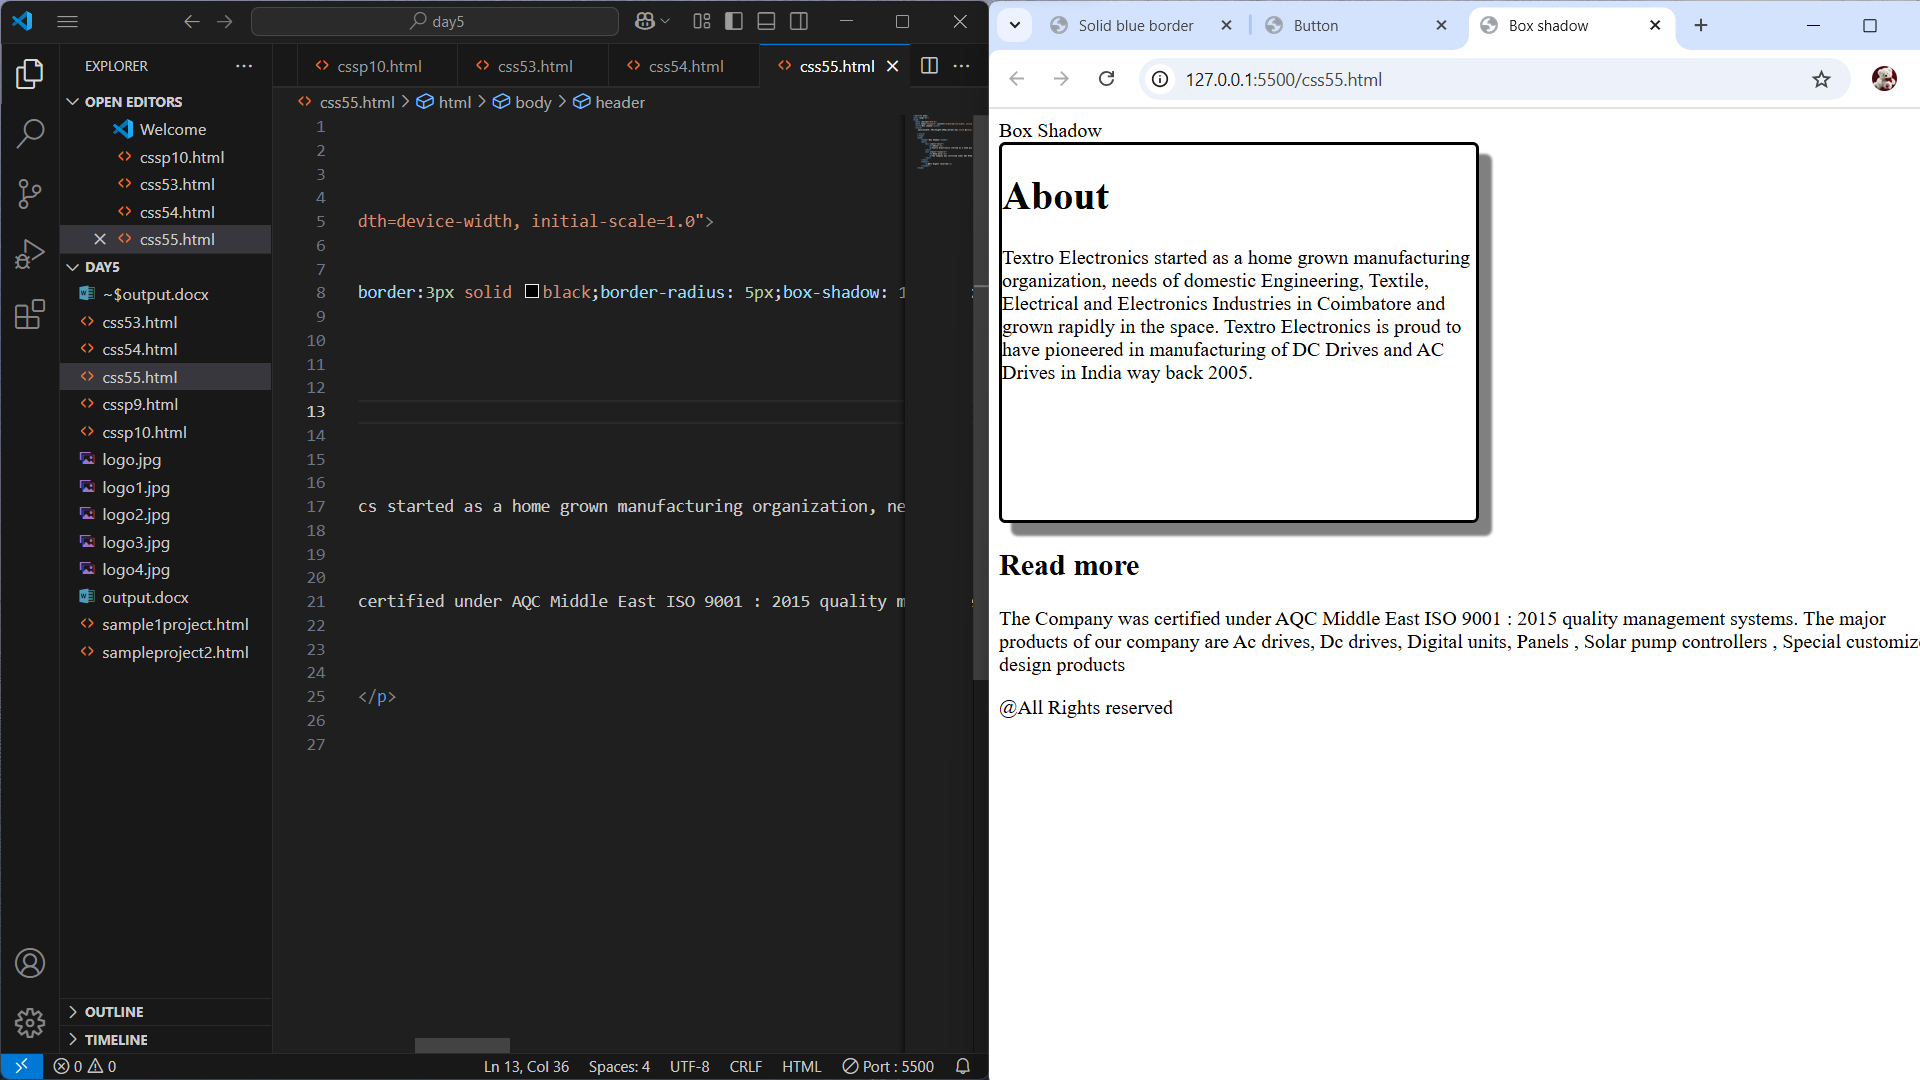 day5
EXPLORER
OPEN EDITORS
Welcome
cssp10.html
css53.html
css54.html
css55.html
DAY5
~$output.docx
css53.html
css54.html
css55.html
cssp9.html
cssp10.html
logo.jpg
logo1.jpg
logo2.jpg
logo3.jpg
logo4.jpg
output.docx
sample1project.html
sampleproject2.html
OUTLINE
TIMELINE
cssp10.html css53.html css54.html css55.html
css55.html > html > body > header
1
2
3
4
5 dth=device-width, initial-scale=1.0">
6
7
8 border:3px solid black;border-radius: 5px;box-shadow: 1
9
10
11
12
13
14
15
16
17 cs started as a home grown manufacturing organization, ne
18
19
20
21 certified under AQC Middle East ISO 9001 : 2015 quality m
22
23
24
25 </p>
26
27
0 0 Ln 13, Col 36 Spaces: 4 UTF-8 CRLF HTML Port : 5500
Solid blue border Button Box shadow
127.0.0.1:5500/css55.html
Box Shadow
About
Textro Electronics started as a home grown manufacturing
organization, needs of domestic Engineering, Textile,
Electrical and Electronics Industries in Coimbatore and
grown rapidly in the space. Textro Electronics is proud to
have pioneered in manufacturing of DC Drives and AC
Drives in India way back 2005.
Read more
The Company was certified under AQC Middle East ISO 9001 : 2015 quality management systems. The major
products of our company are Ac drives, Dc drives, Digital units, Panels , Solar pump controllers , Special customiz
design products
@All Rights reserved